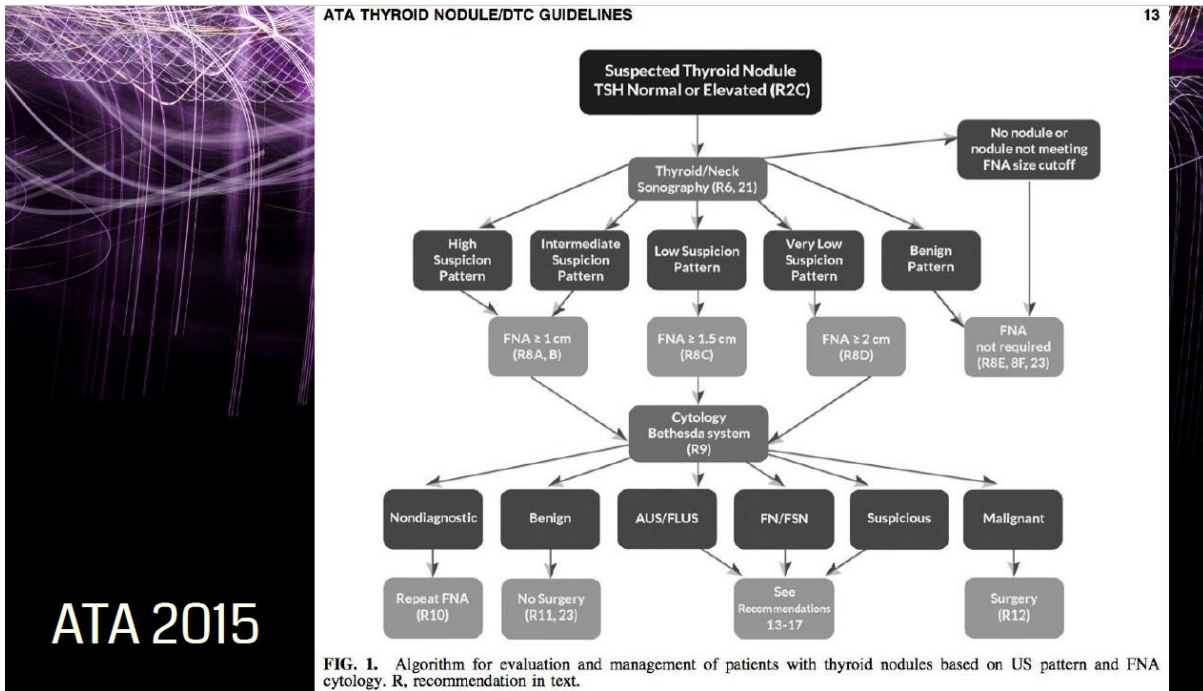 ATA THYROID NODULE/DTC GUIDELINES 13
Suspected Thyroid Nodule
TSH Normal or Elevated (R2C)
No nodule or
nodule not meeting
FNA size cutoff
Thyroid/Neck
Sonography (R6, 21)
High
Suspicion
Pattern
Intermediate
Suspicion
Pattern
Low Suspicion
Pattern
Very Low
Suspicion
Pattern
Benign
Pattern
FNA ≥ 1 cm
(R8A, B)
FNA ≥ 1.5 cm
(R8C)
FNA ≥ 2 cm
(R8D)
FNA
not required
(R8E, 8F, 23)
Cytology
Bethesda system
(R9)
Nondiagnostic
Benign
AUS/FLUS
FN/FSN
Suspicious
Malignant
Repeat FNA
(R10)
No Surgery
(R11, 23)
See
Recommendations
13-17
Surgery
(R12)
ATA 2015
FIG. 1. Algorithm for evaluation and management of patients with thyroid nodules based on US pattern and FNA
cytology. R, recommendation in text.